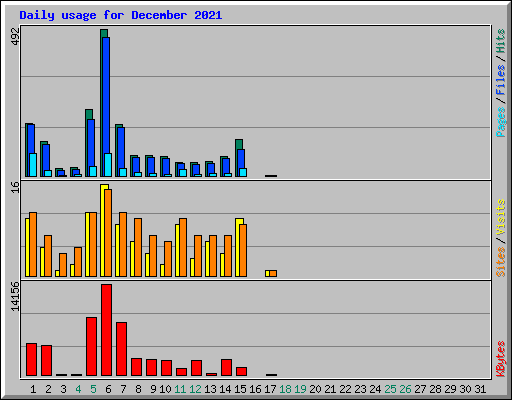 Daily usage for December 2021
492
Pages / Files / Hits
16
Sites / Visits
14156
KBytes
1 2 3 4 5 6 7 8 9 10 11 12 13 14 15 16 17 18 19 20 21 22 23 24 25 26 27 28 29 30 31